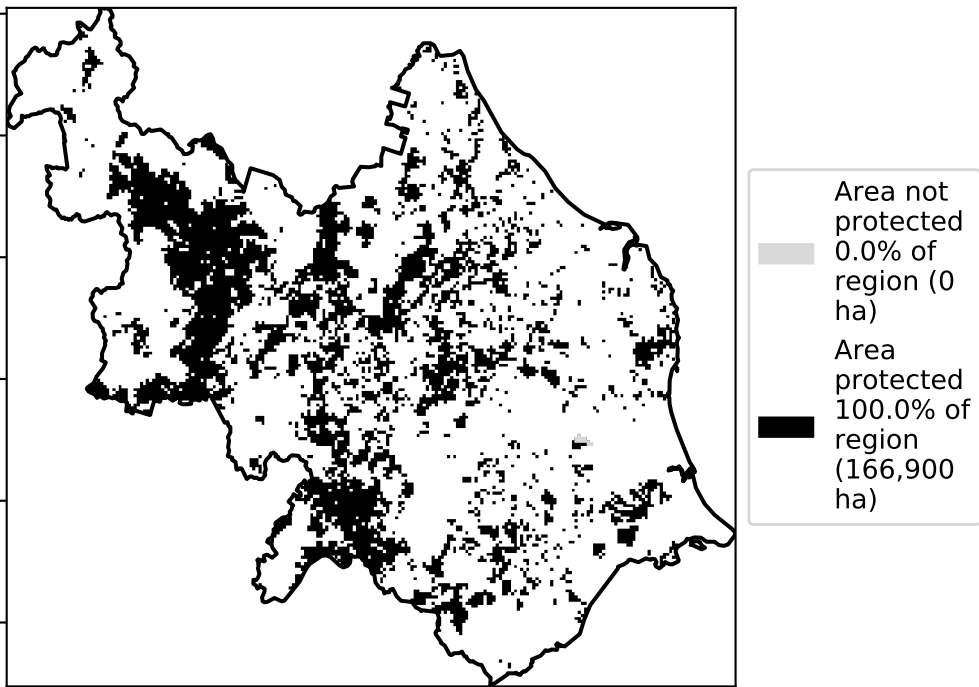 Area not
protected
0.0% of
region (0
ha)
Area
protected
100.0% of
region
(166,900
ha)